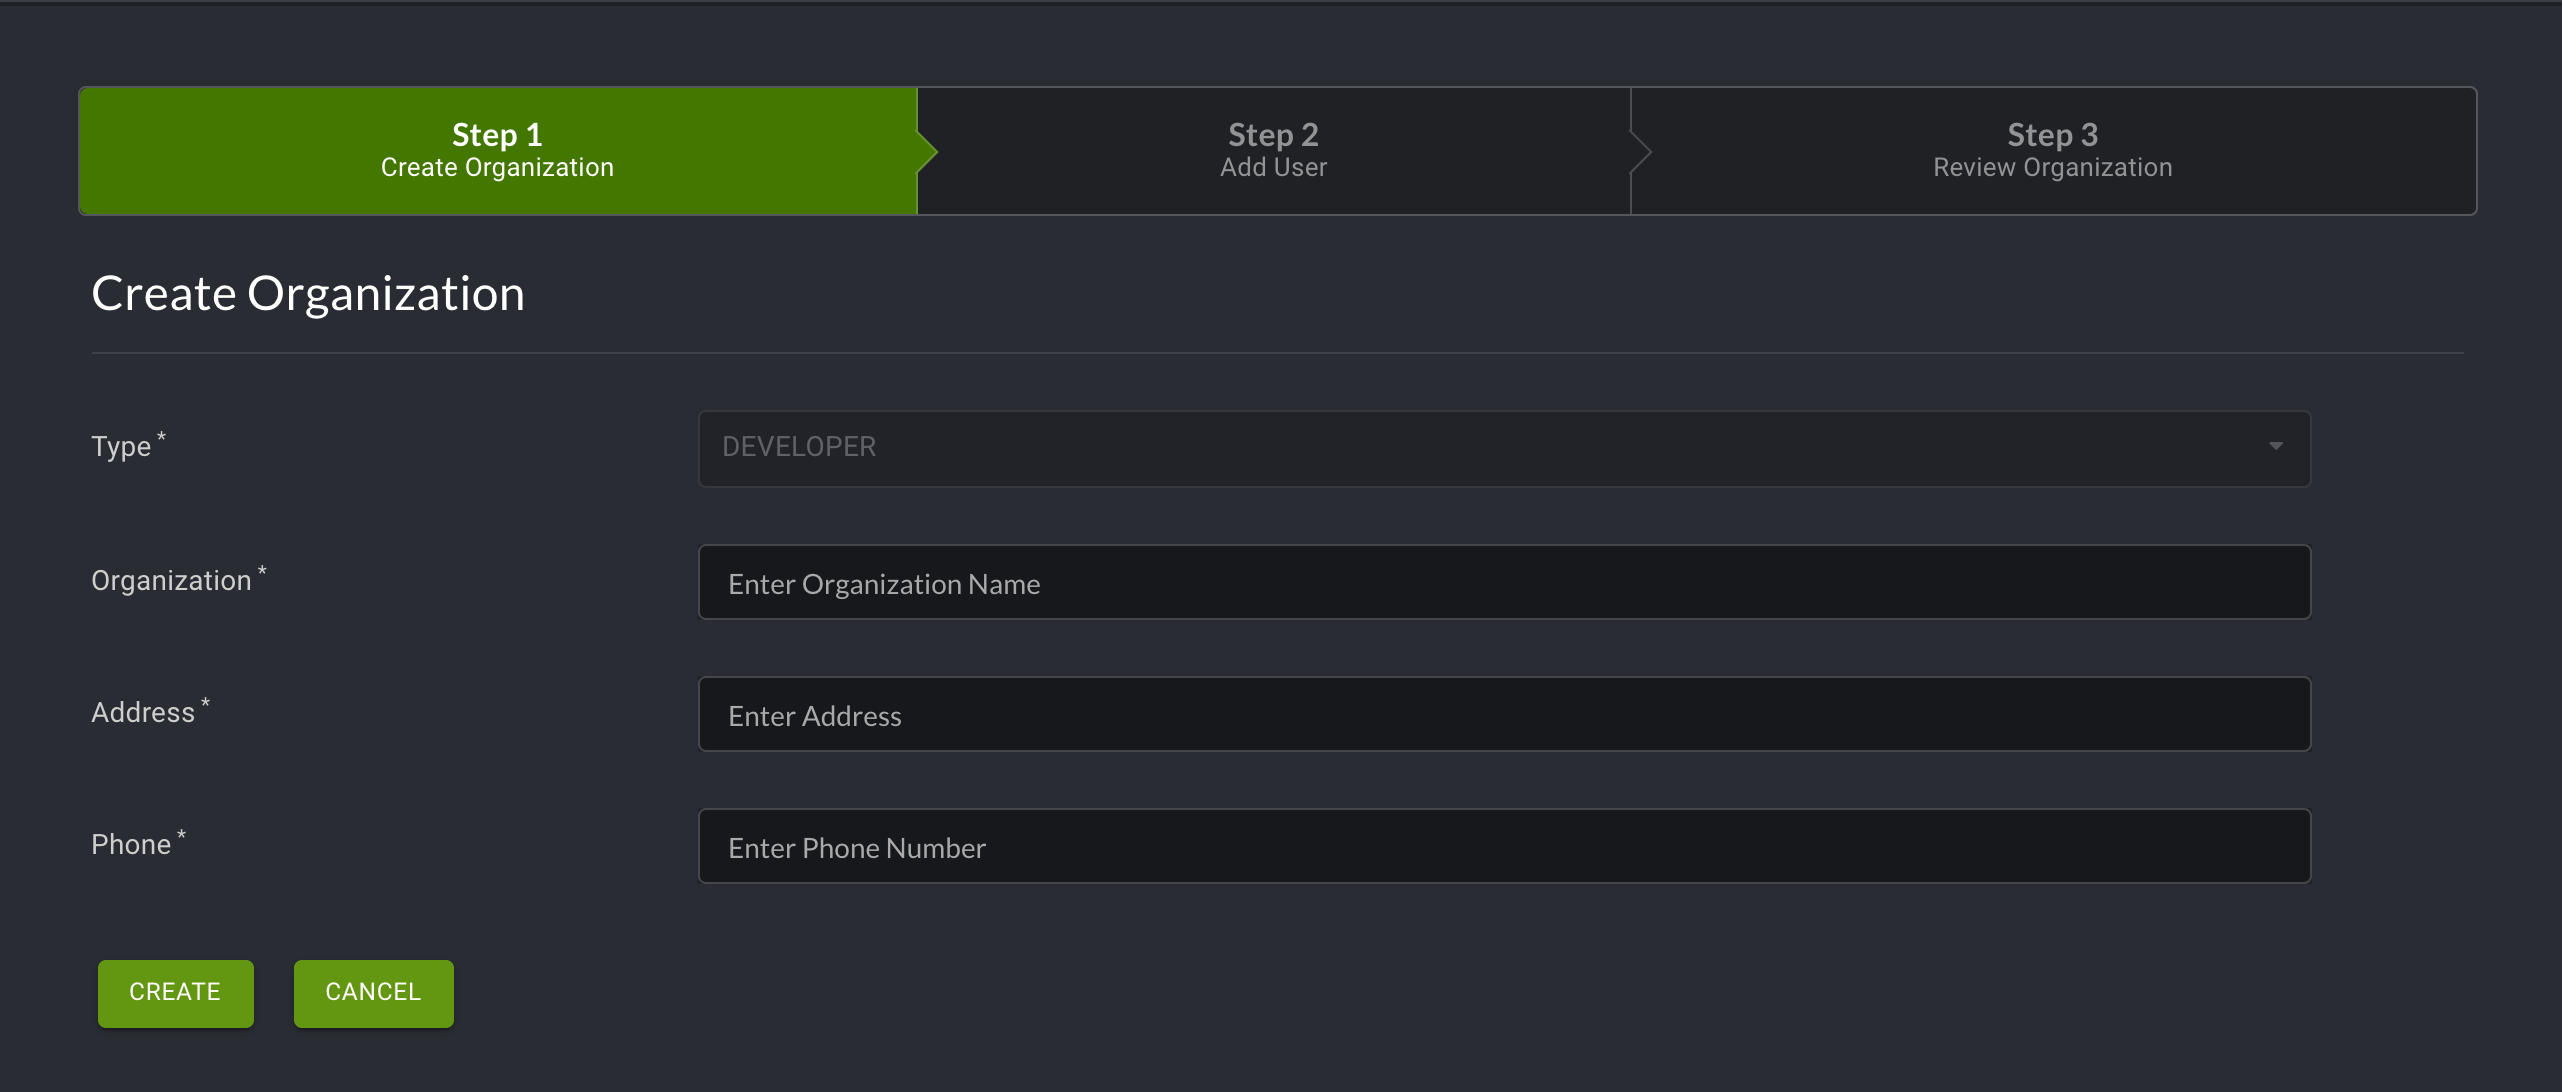 Step 1
Create Organization
Step 2
Add User
Step 3
Review Organization
Create Organization
Type *
DEVELOPER
Organization *
Enter Organization Name
Address *
Enter Address
Phone *
Enter Phone Number
CREATE
CANCEL